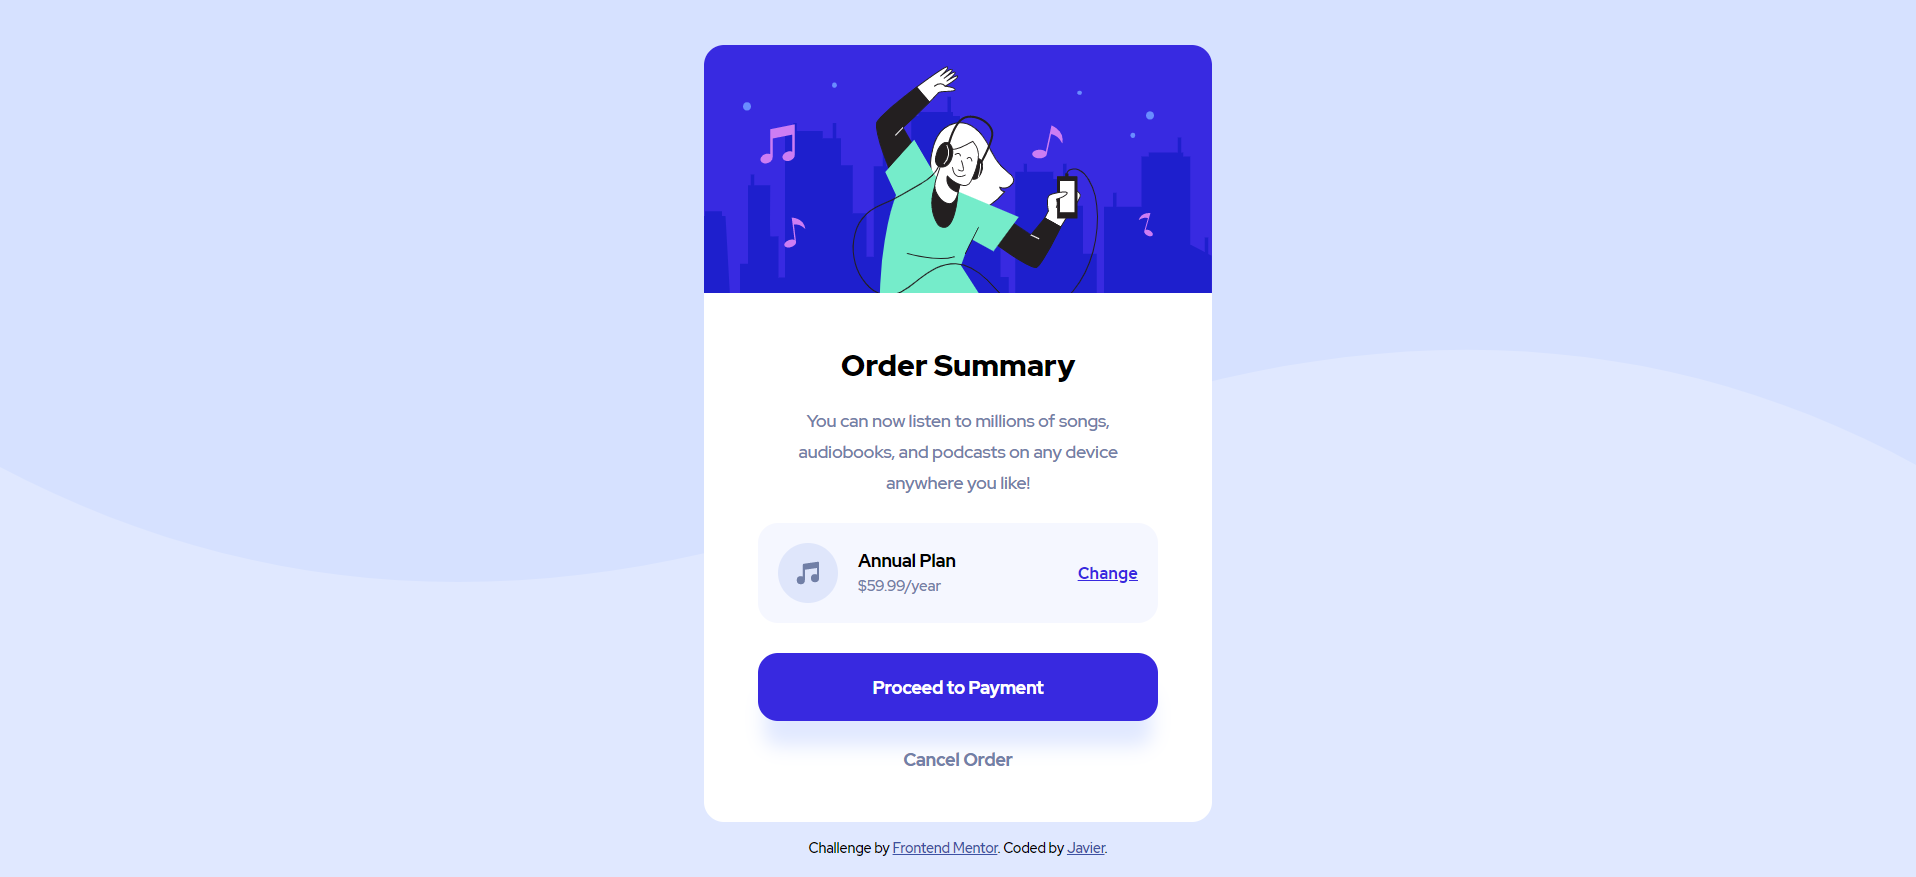 Order Summary
You can now listen to millions of songs,
audiobooks, and podcasts on any device
anywhere you like!
Annual Plan
$59.99/year
Change
Proceed to Payment
Cancel Order
Challenge by Frontend Mentor. Coded by Javier.